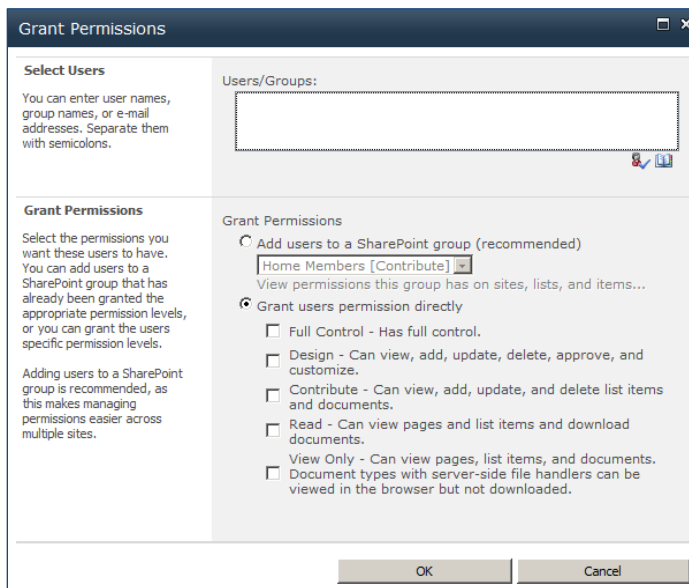 Grant Permissions
Select Users
You can enter user names,
group names, or e-mail
addresses. Separate them
with semicolons.
Users/Groups:
Grant Permissions
Select the permissions you
want these users to have.
You can add users to a
SharePoint group that has
already been granted the
appropriate permission levels,
or you can grant the users
specific permission levels.
Adding users to a SharePoint
group is recommended, as
this makes managing
permissions easier across
multiple sites.
Grant Permissions
Add users to a SharePoint group (recommended)
Home Members [Contribute]
View permissions this group has on sites, lists, and items...
Grant users permission directly
Full Control - Has full control.
Design - Can view, add, update, delete, approve, and
customize.
Contribute - Can view, add, update, and delete list items
and documents.
Read - Can view pages and list items and download
documents.
View Only - Can view pages, list items, and documents.
Document types with server-side file handlers can be
viewed in the browser but not downloaded.
OK
Cancel